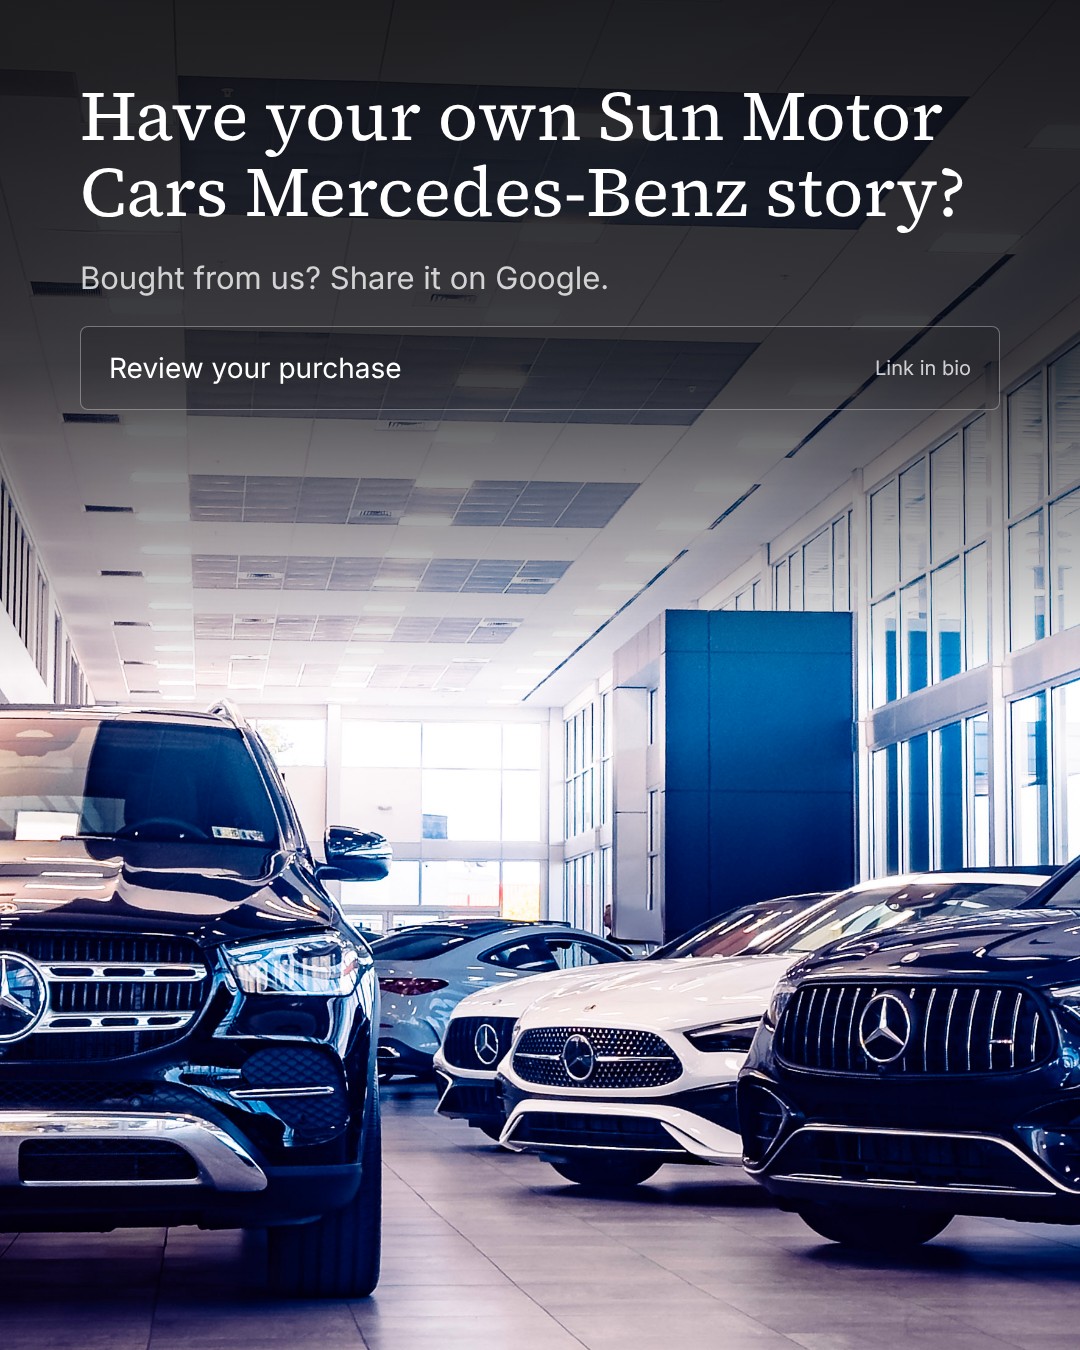 Have your own Sun Motor
Cars Mercedes-Benz story?
Bought from us? Share it on Google.
Review your purchase
Link in bio